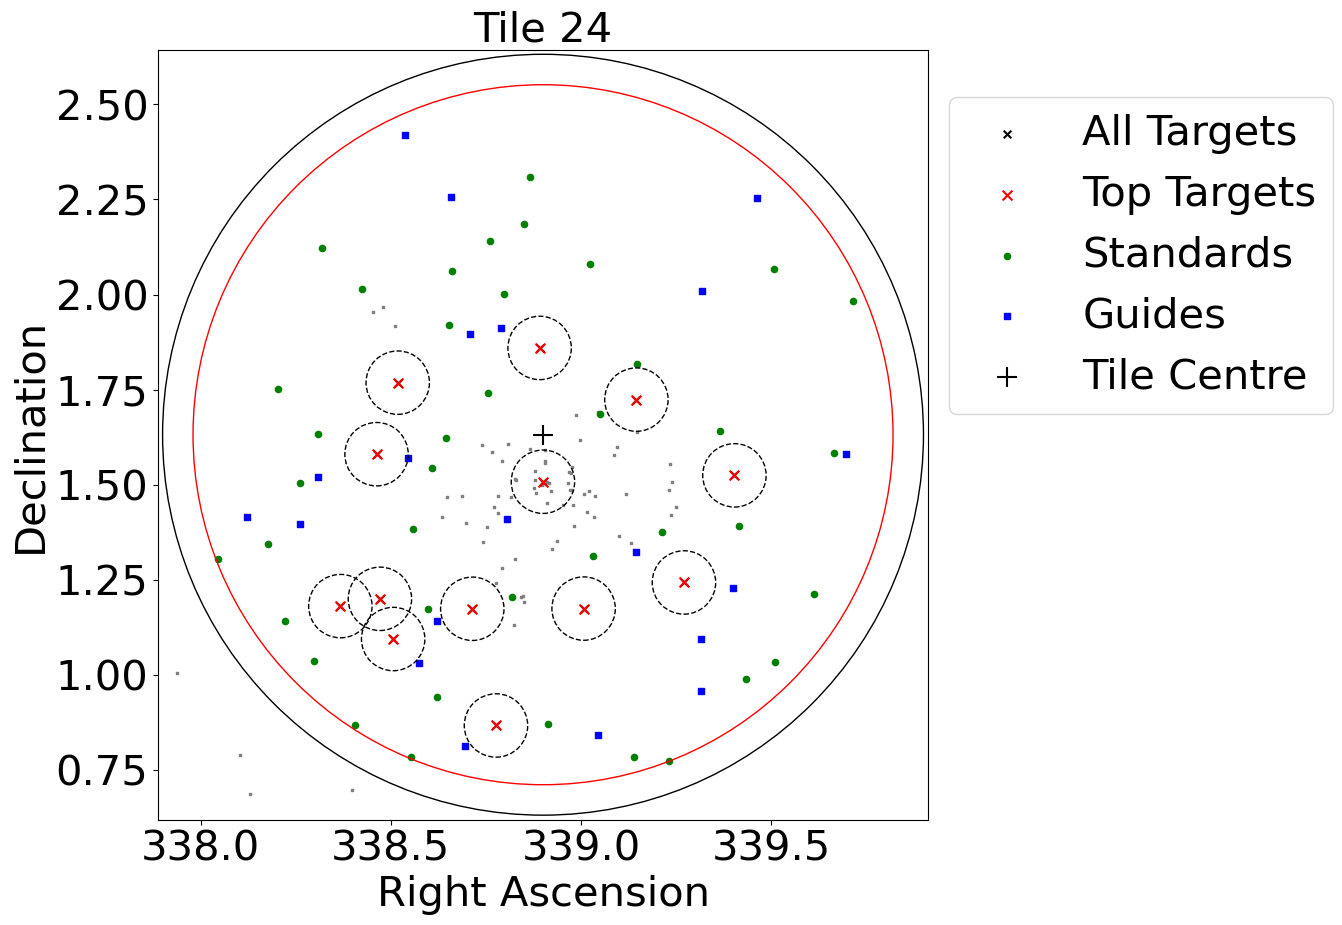 Tile 24
2.50
2.25
2.00
1.75
1.50
1.25
1.00
0.75
Declination
338.0 338.5 339.0 339.5
Right Ascension
All Targets
Top Targets
Standards
Guides
Tile Centre